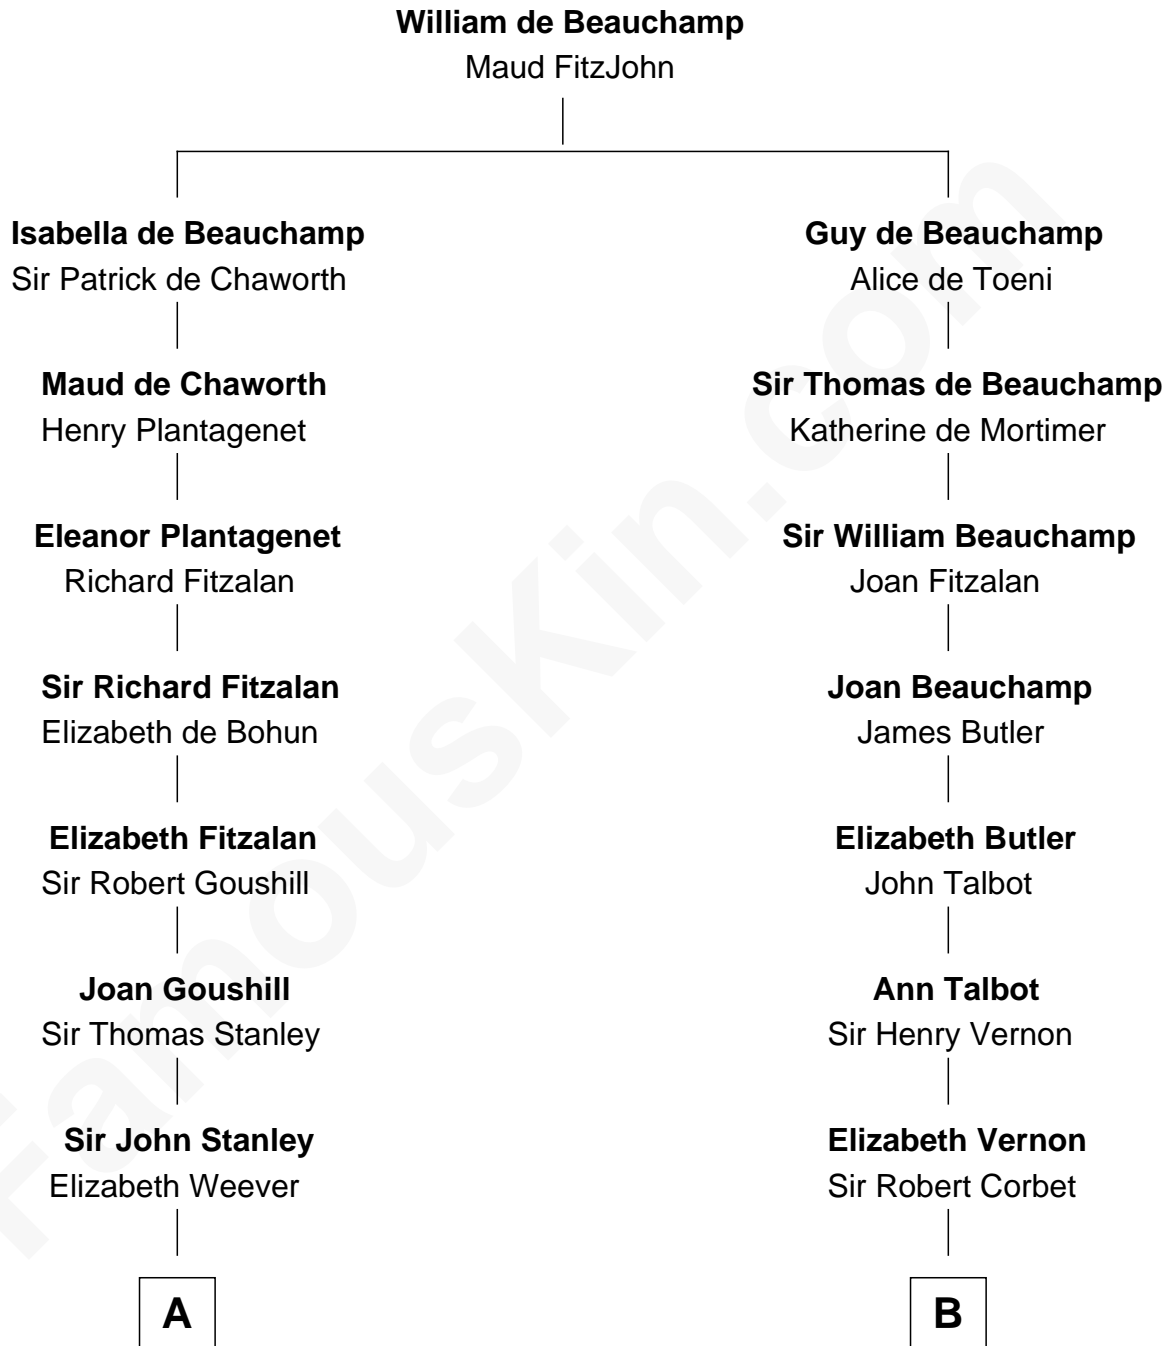 William de Beauchamp
Maud FitzJohn
Isabella de Beauchamp
Sir Patrick de Chaworth
Guy de Beauchamp
Alice de Toeni
Maud de Chaworth
Henry Plantagenet
Sir Thomas de Beauchamp
Katherine de Mortimer
Eleanor Plantagenet
Richard Fitzalan
Sir William Beauchamp
Joan Fitzalan
Sir Richard Fitzalan
Elizabeth de Bohun
Joan Beauchamp
James Butler
Elizabeth Fitzalan
Sir Robert Goushill
Elizabeth Butler
John Talbot
Joan Goushill
Sir Thomas Stanley
Ann Talbot
Sir Henry Vernon
Sir John Stanley
Elizabeth Weever
Elizabeth Vernon
Sir Robert Corbet
A
B
FamousKin.com